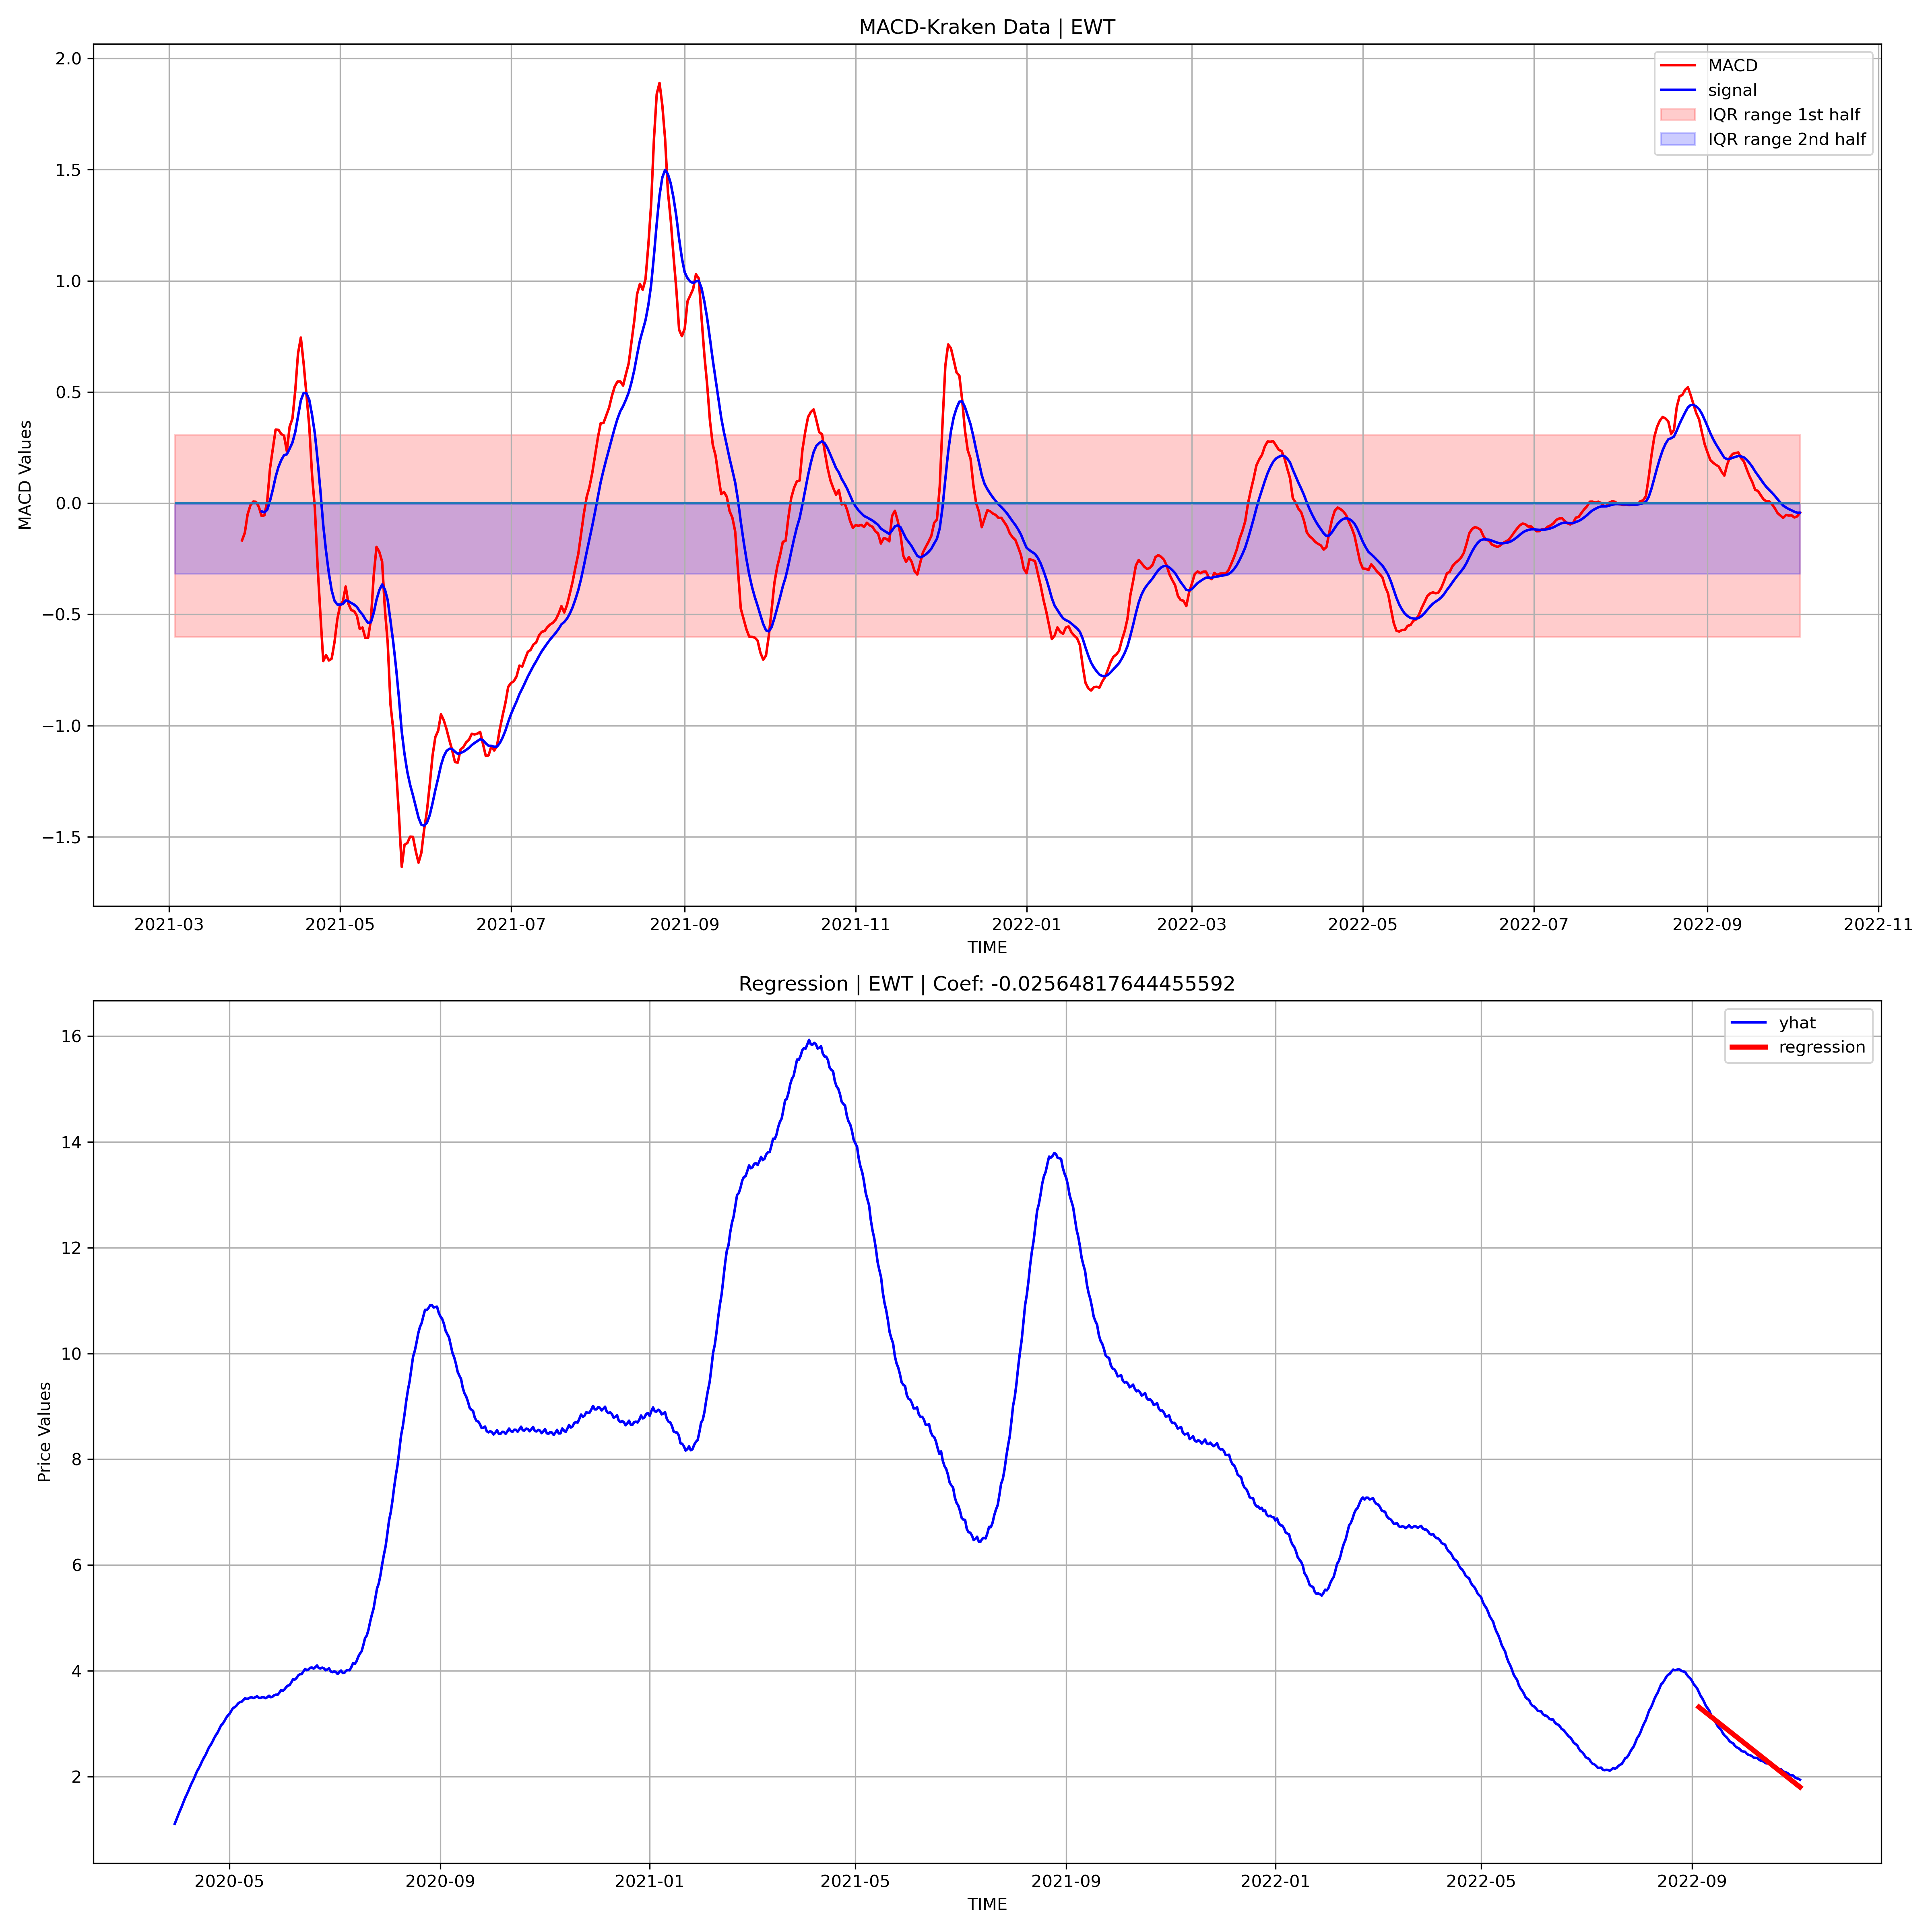 MACD-Kraken Data | EWT
MACD
signal
IQR range 1st half
IQR range 2nd half
2.0
1.5
1.0
0.5
0.0
−0.5
−1.0
−1.5
MACD Values
2021-03 2021-05 2021-07 2021-09 2021-11 2022-01 2022-03 2022-05 2022-07 2022-09 2022-11
TIME
Regression | EWT | Coef: -0.02564817644455592
yhat
regression
16
14
12
10
8
6
4
2
Price Values
2020-05 2020-09 2021-01 2021-05 2021-09 2022-01 2022-05 2022-09
TIME